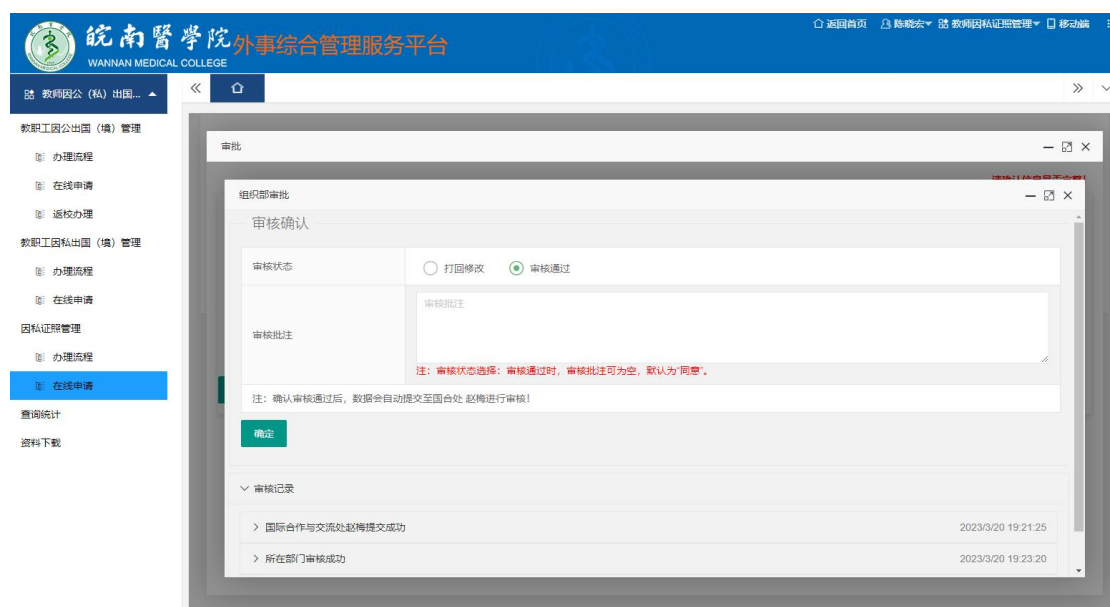 皖南醫學院 外事综合管理服务平台
WANNAN MEDICAL COLLEGE
返回首页 陈晓宏 教师因私证照管理 移动端
教师因公（私）出国...
教职工因公出国（境）管理
办理流程
在线申请
返校办理
教职工因私出国（境）管理
办理流程
在线申请
因私证照管理
办理流程
在线申请
查询统计
资料下载
审批
组织部审批
审核确认
审核状态
打回修改 审核通过
审核批注
审核批注
注：审核状态选择：审核通过时，审核批注可为空，默认为"同意"。
注：确认审核通过后，数据会自动提交至国合处 赵梅进行审核！
确定
审核记录
国际合作与交流处赵梅提交成功 2023/3/20 19:21:25
所在部门审核成功 2023/3/20 19:23:20